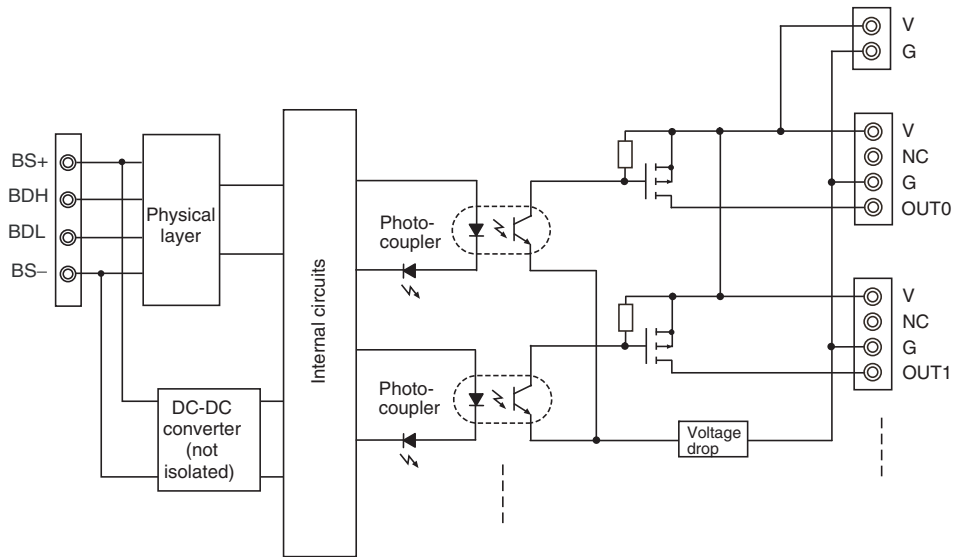 V
G
BS+
BDH
BDL
BS–
Physical
layer
Internal circuits
Photo-
coupler
V
NC
G
OUT0
Photo-
coupler
V
NC
G
OUT1
DC-DC
converter
(not
isolated)
Voltage
drop